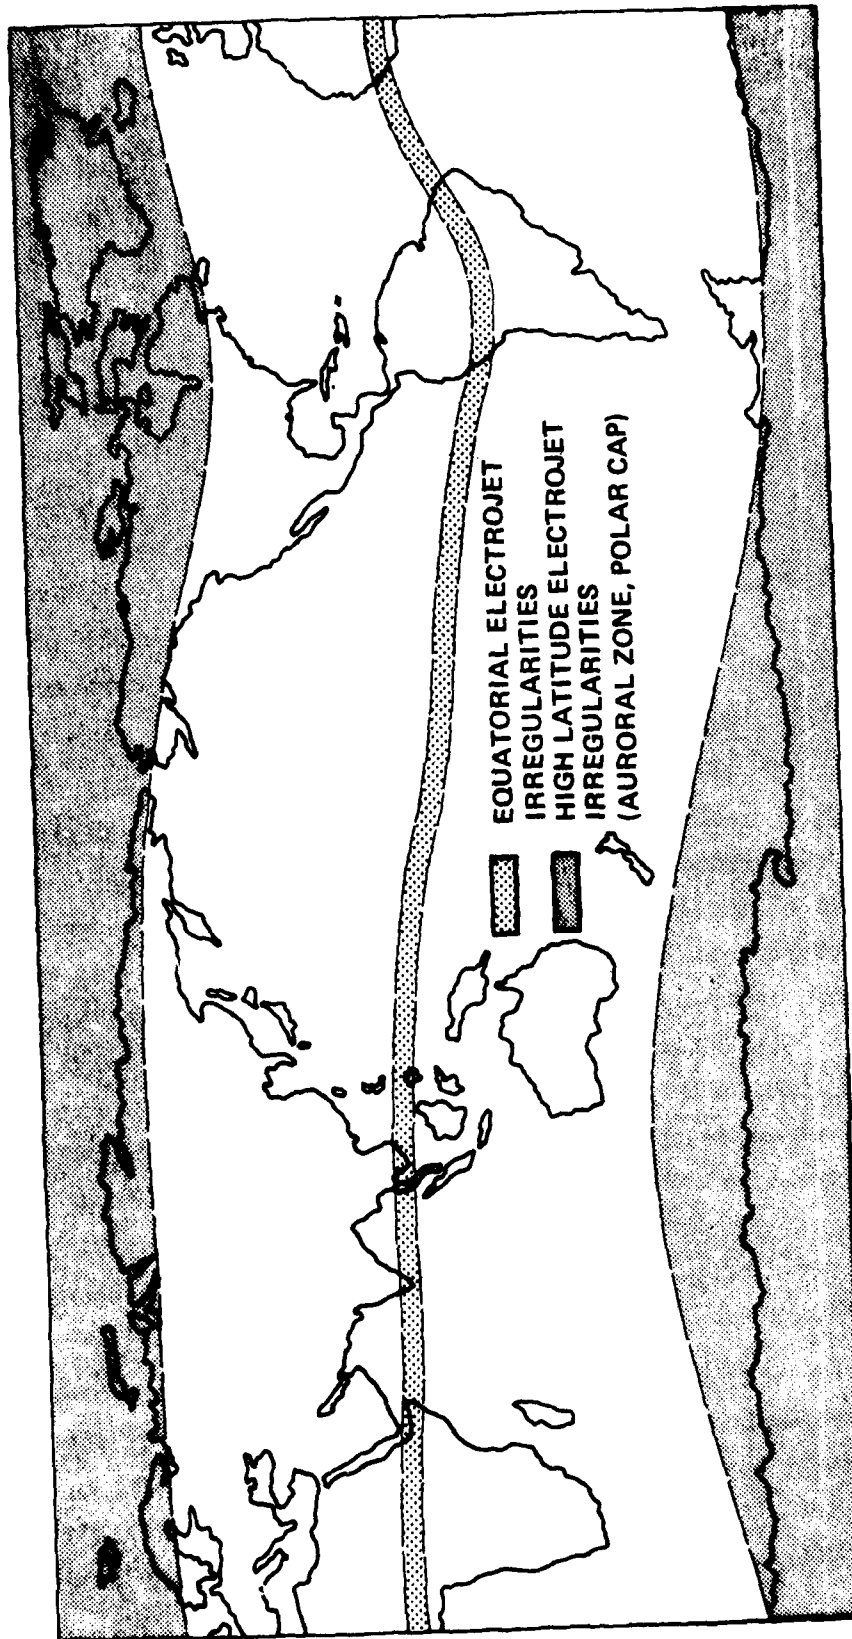 EQUATORIAL ELECTROJET
IRREGULARITIES
HIGH LATITUDE ELECTROJET
IRREGULARITIES
(AURORAL ZONE, POLAR CAP)